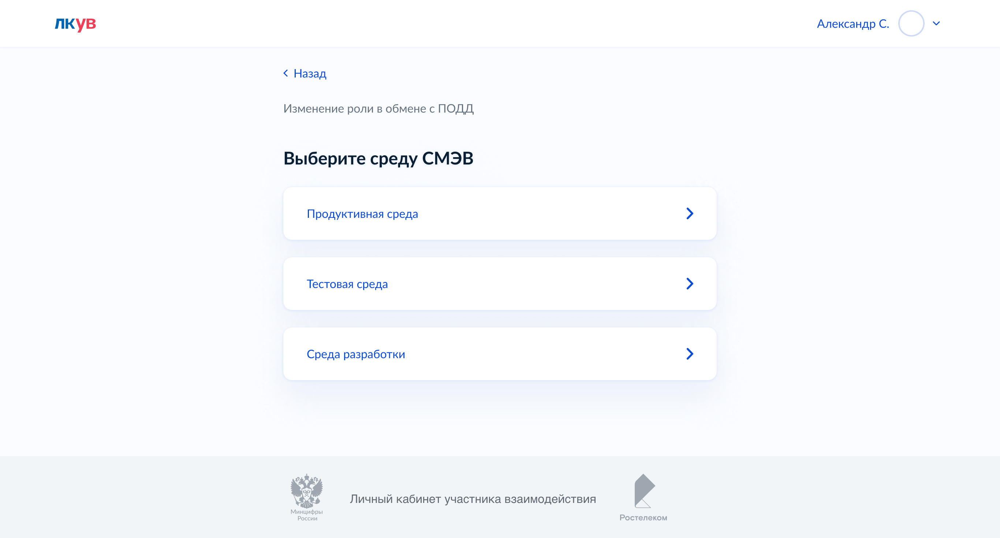 лкув
Александр С.
Назад
Изменение роли в обмене с ПОДД
Выберите среду СМЭВ
Продуктивная среда
Тестовая среда
Среда разработки
Минцифры
России
Личный кабинет участника взаимодействия
Ростелеком